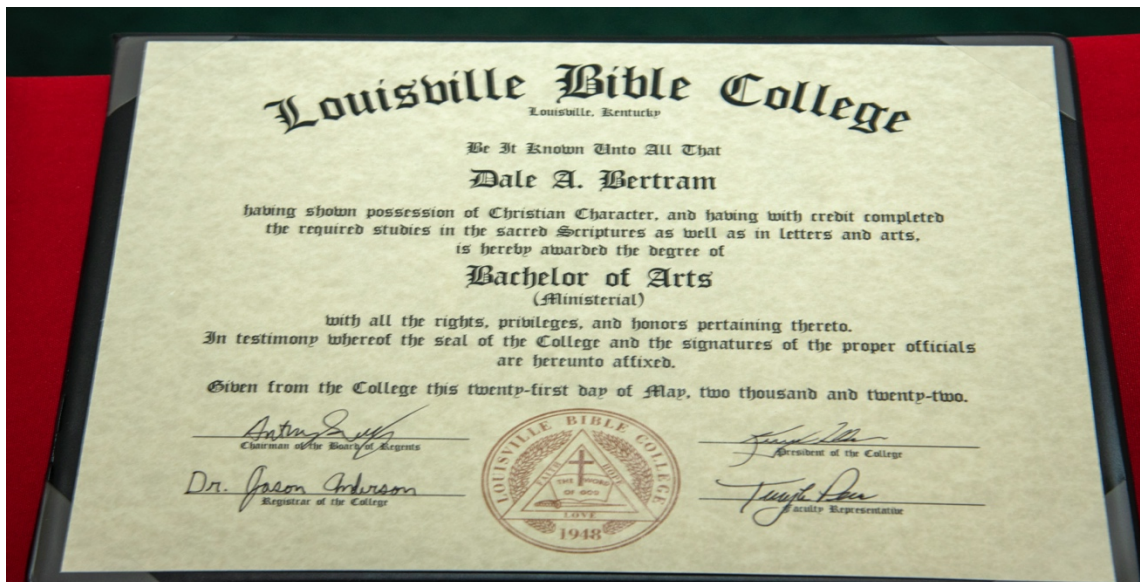 Louisville Bible College
Louisville, Kentucky
Be It Known Unto All That
Dale A. Bertram
having shown possession of Christian Character, and having with credit completed
the required studies in the sacred Scriptures as well as in letters and arts,
is hereby awarded the degree of
Bachelor of Arts
(Ministerial)
with all the rights, privileges, and honors pertaining thereto.
In testimony whereof the seal of the College and the signatures of the proper officials
are hereunto affixed.
Given from the College this twenty-first day of May, two thousand and twenty-two.
Chairman of the Board of Regents
President of the College
Dr. Jason Anderson
Registrar of the College
Faculty Representative
LOUISVILLE BIBLE COLLEGE
FAITH HOPE
THE WORD
OF GOD
LOVE
1948